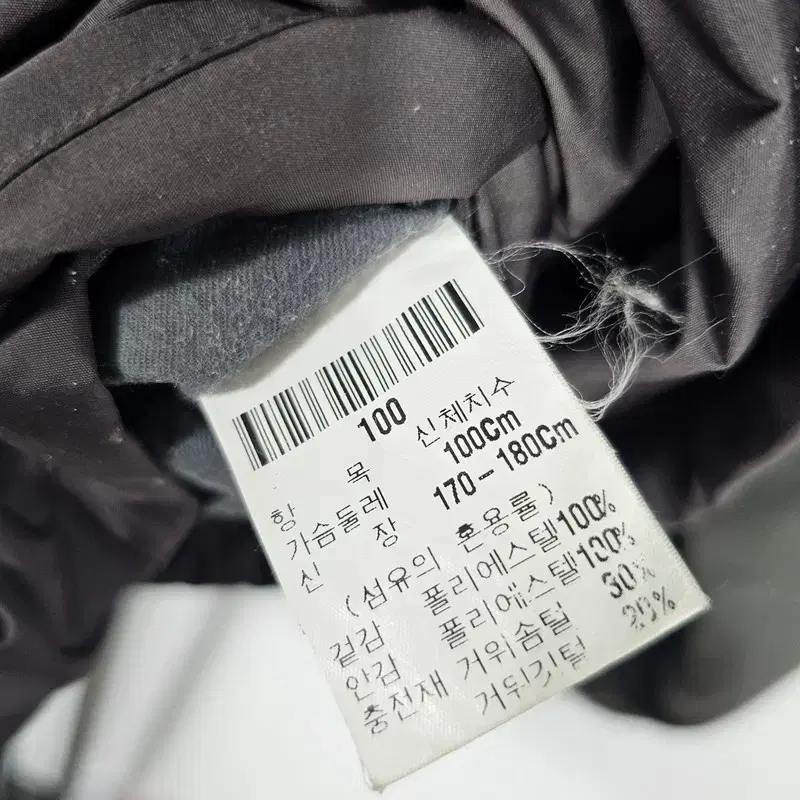 100
항 목 신체치수
가슴둘레 100Cm
신 장 170-180Cm
(섬유의 혼용률)
겉감 폴리에스텔100%
안감 폴리에스텔100%
충전재 거위솜털
거위깃털